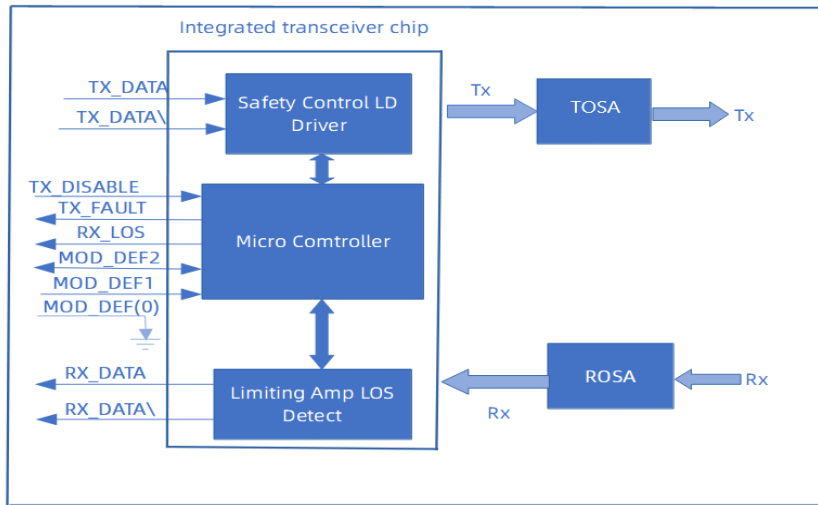 Integrated transceiver chip
TX_DATA
TX_DATA\
Safety Control LD
Driver
Tx
TOSA
Tx
TX_DISABLE
TX_FAULT
RX_LOS
MOD_DEF2
MOD_DEF1
MOD_DEF(0)
Micro Comtroller
RX_DATA
RX_DATA\
Limiting Amp LOS
Detect
Rx
ROSA
Rx